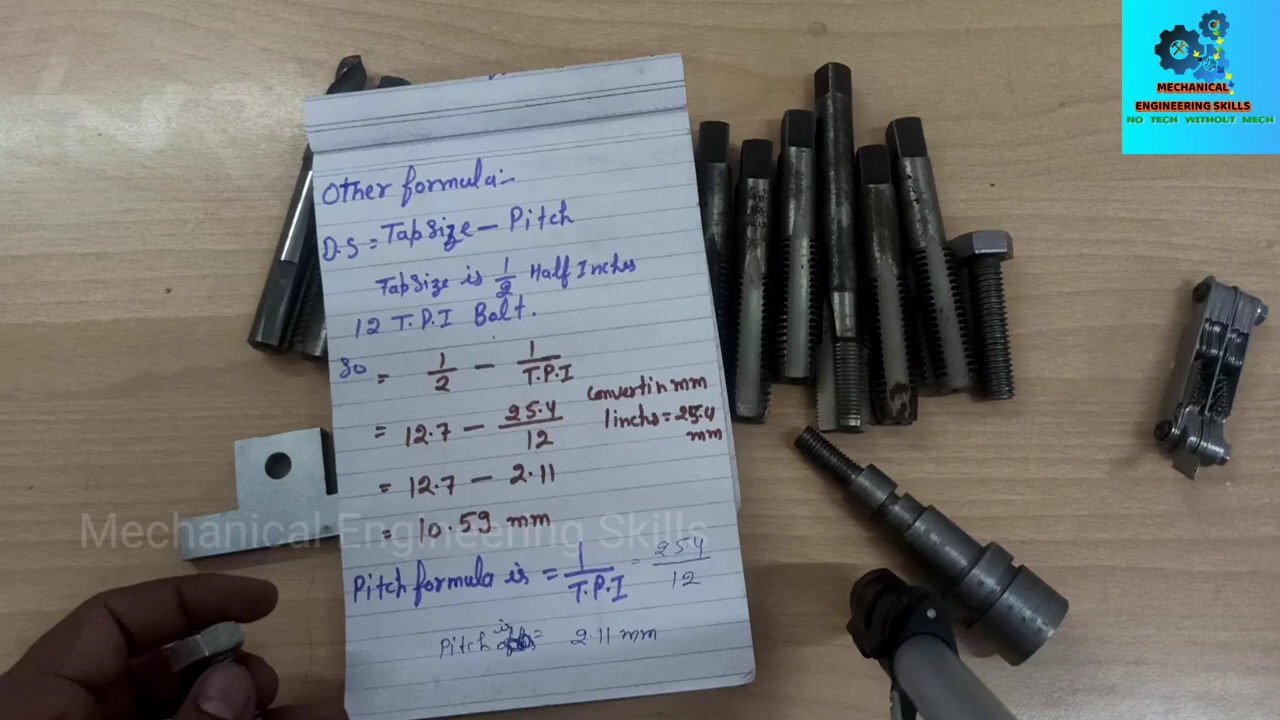 MECHANICAL
ENGINEERING SKILLS
NO TECH WITHOUT MECH
Other formula:-
D.S = Tap Size - Pitch
Tap Size is 1/2 Half Inches
12 T.P.I Bolt.
So = 1/2 - 1/T.P.I
= 12.7 - 25.4/12
convert in mm
1 inchs = 25.4 mm
= 12.7 - 2.11
= 10.59 mm
Mechanical Engineering Skills
Pitch formula is = 1/T.P.I = 25.4/12
Pitch is = 2.11 mm